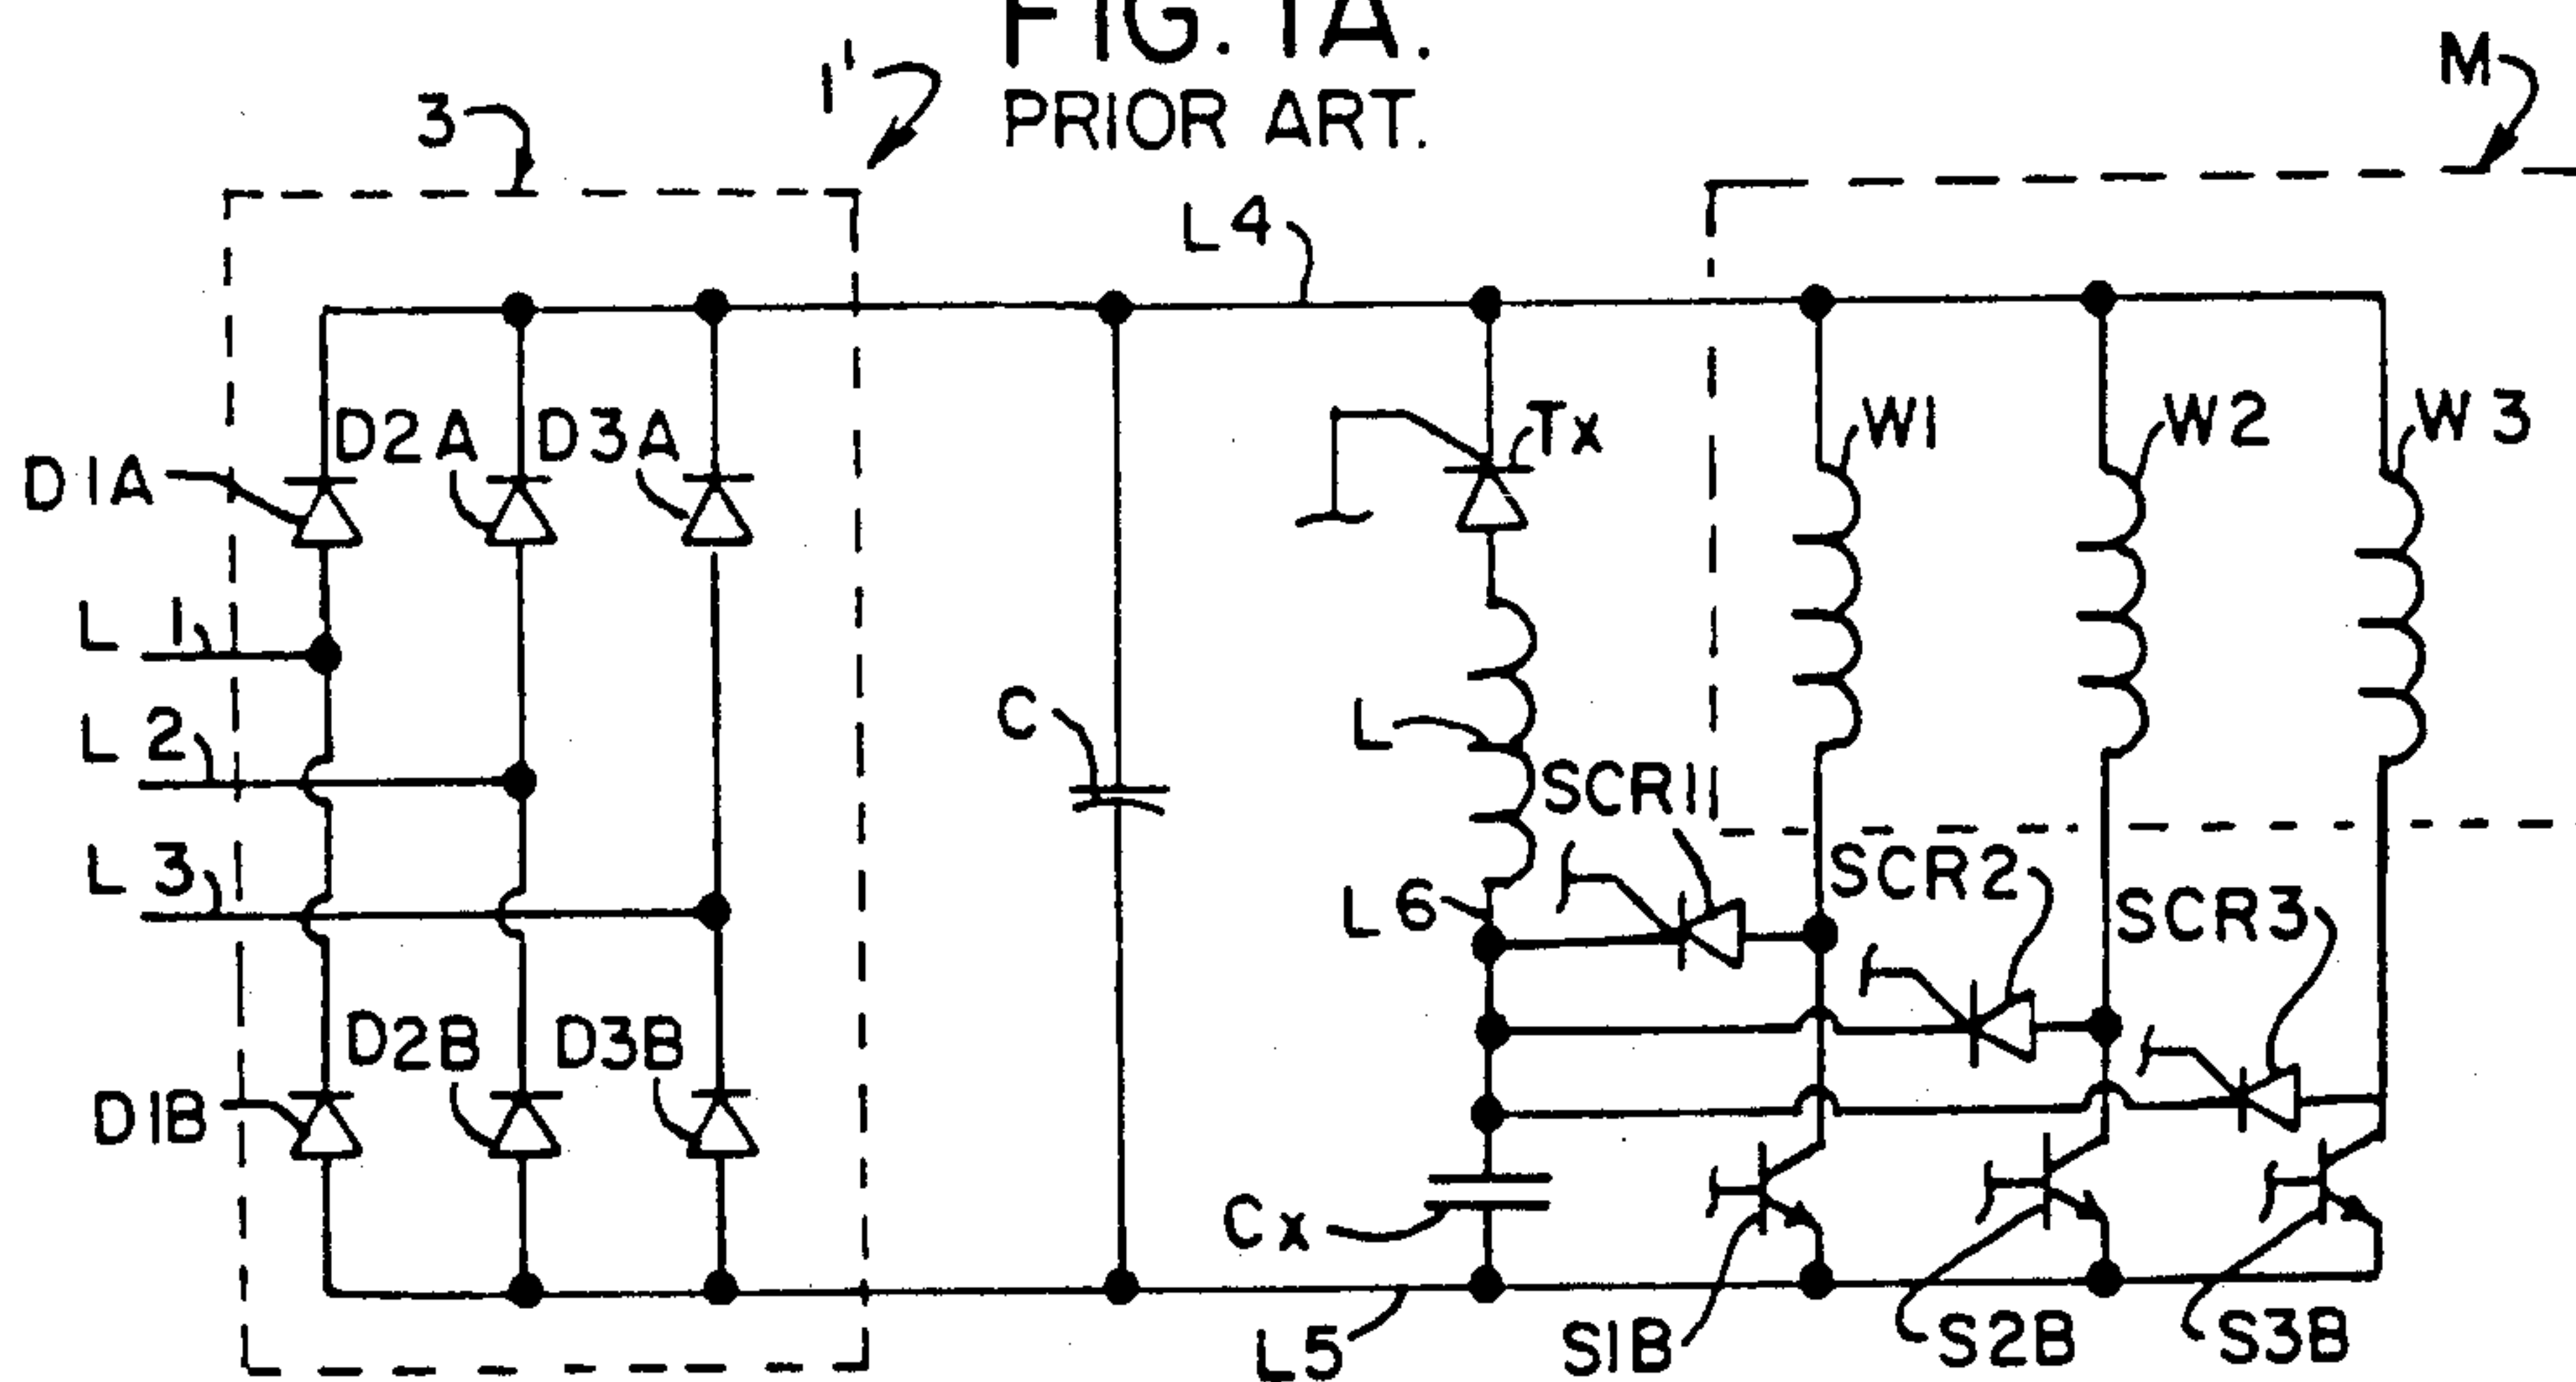 FIG. 1A.
PRIOR ART.
1'
3
M
L4
D1A
D2A
D3A
Tx
W1
W2
W3
L1
L2
L3
C
L
L6
SCR1
SCR2
SCR3
D1B
D2B
D3B
Cx
L5
S1B
S2B
S3B